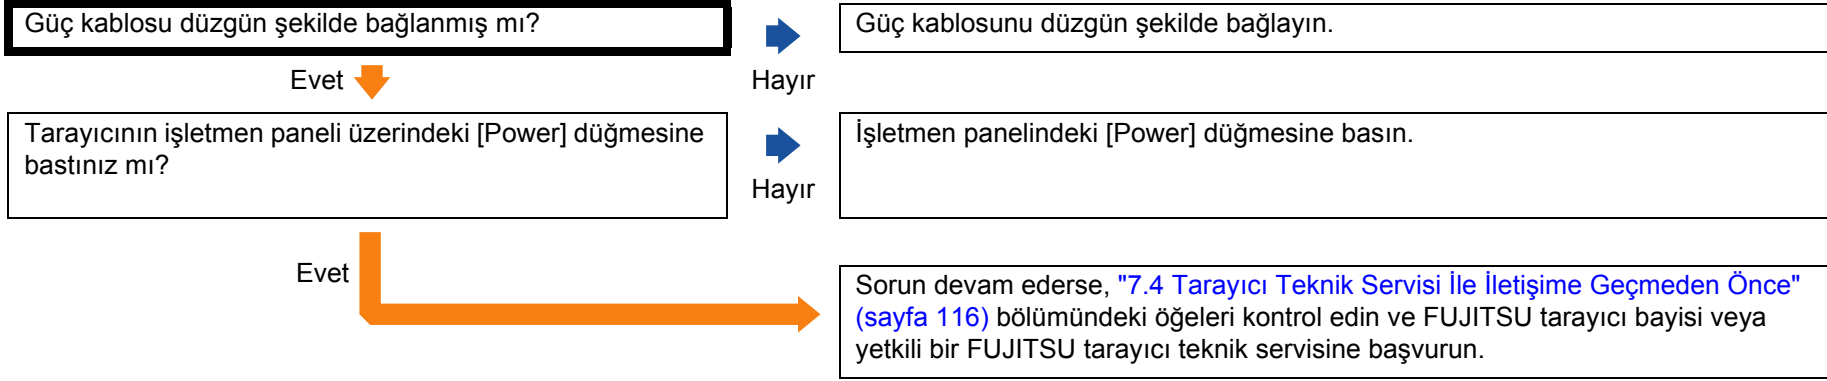 Güç kablosu düzgün şekilde bağlanmış mı?
Güç kablosunu düzgün şekilde bağlayın.
Evet
Hayır
Tarayıcının işletmen paneli üzerindeki [Power] düğmesine
bastınız mı?
İşletmen panelindeki [Power] düğmesine basın.
Hayır
Evet
Sorun devam ederse, "7.4 Tarayıcı Teknik Servisi İle İletişime Geçmeden Önce"
(sayfa 116) bölümündeki öğeleri kontrol edin ve FUJITSU tarayıcı bayisi veya
yetkili bir FUJITSU tarayıcı teknik servisine başvurun.